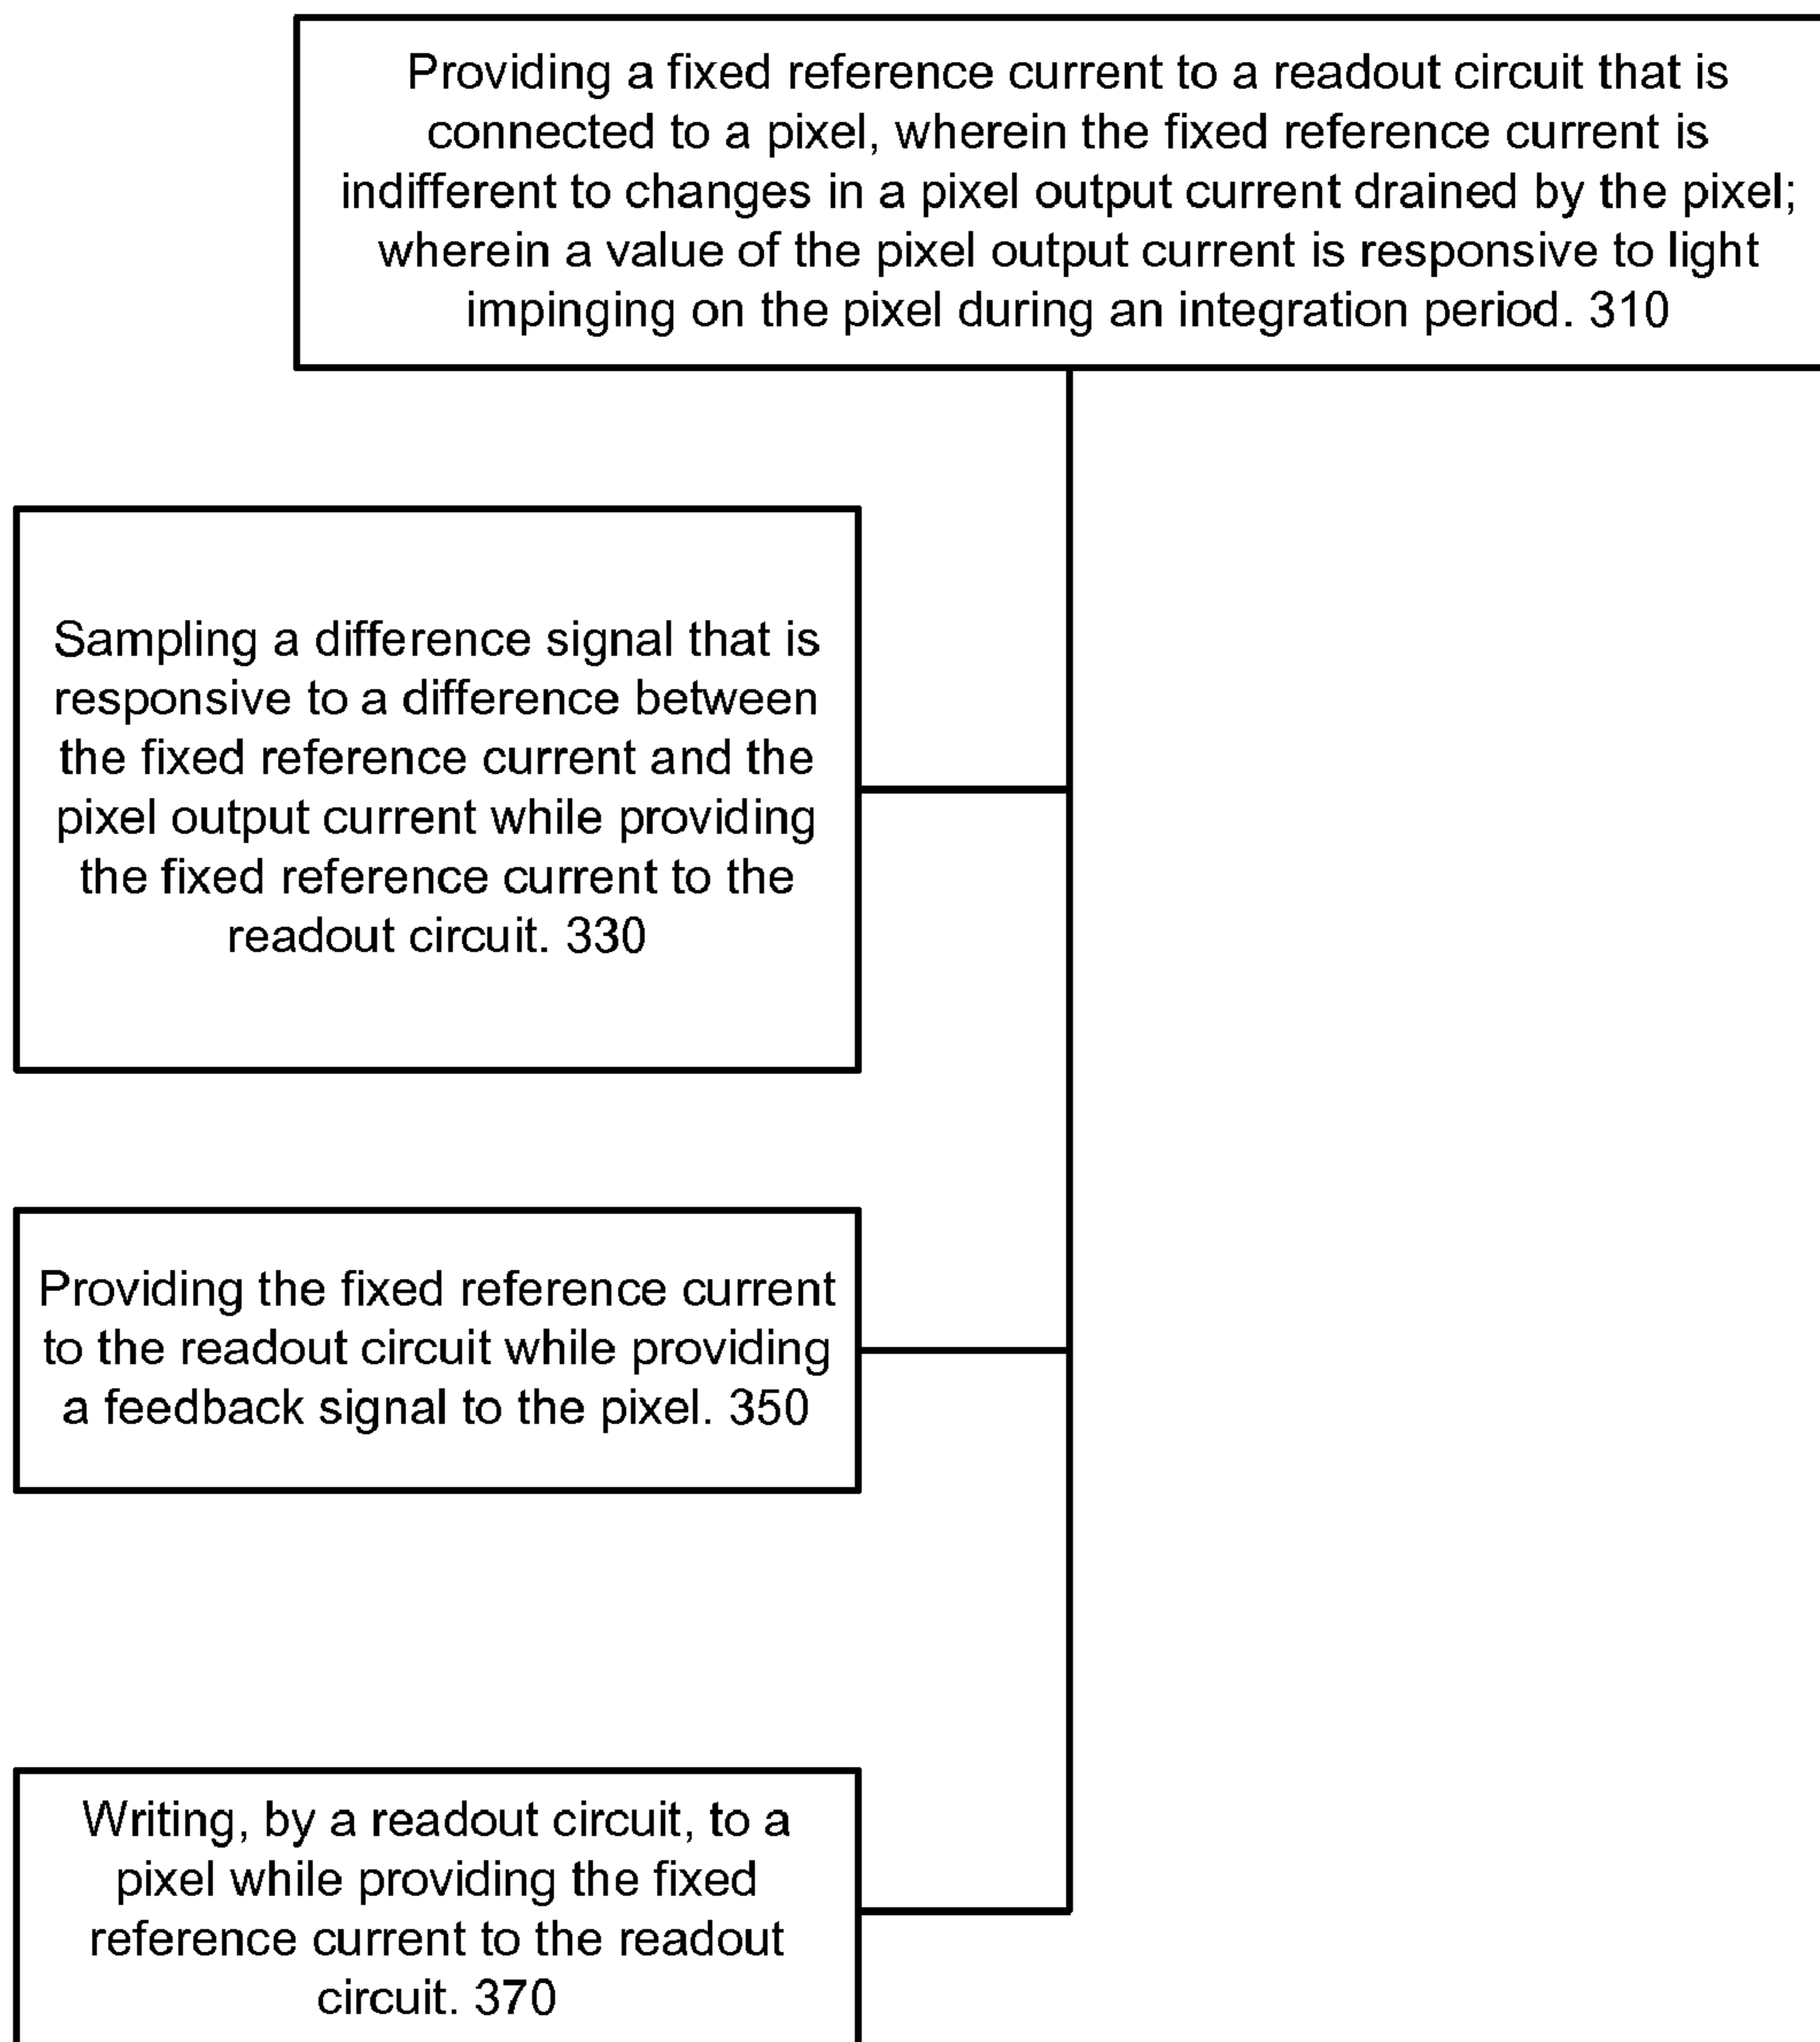 Providing a fixed reference current to a readout circuit that is
connected to a pixel, wherein the fixed reference current is
indifferent to changes in a pixel output current drained by the pixel;
wherein a value of the pixel output current is responsive to light
impinging on the pixel during an integration period. 310
Sampling a difference signal that is
responsive to a difference between
the fixed reference current and the
pixel output current while providing
the fixed reference current to the
readout circuit. 330
Providing the fixed reference current
to the readout circuit while providing
a feedback signal to the pixel. 350
Writing, by a readout circuit, to a
pixel while providing the fixed
reference current to the readout
circuit. 370